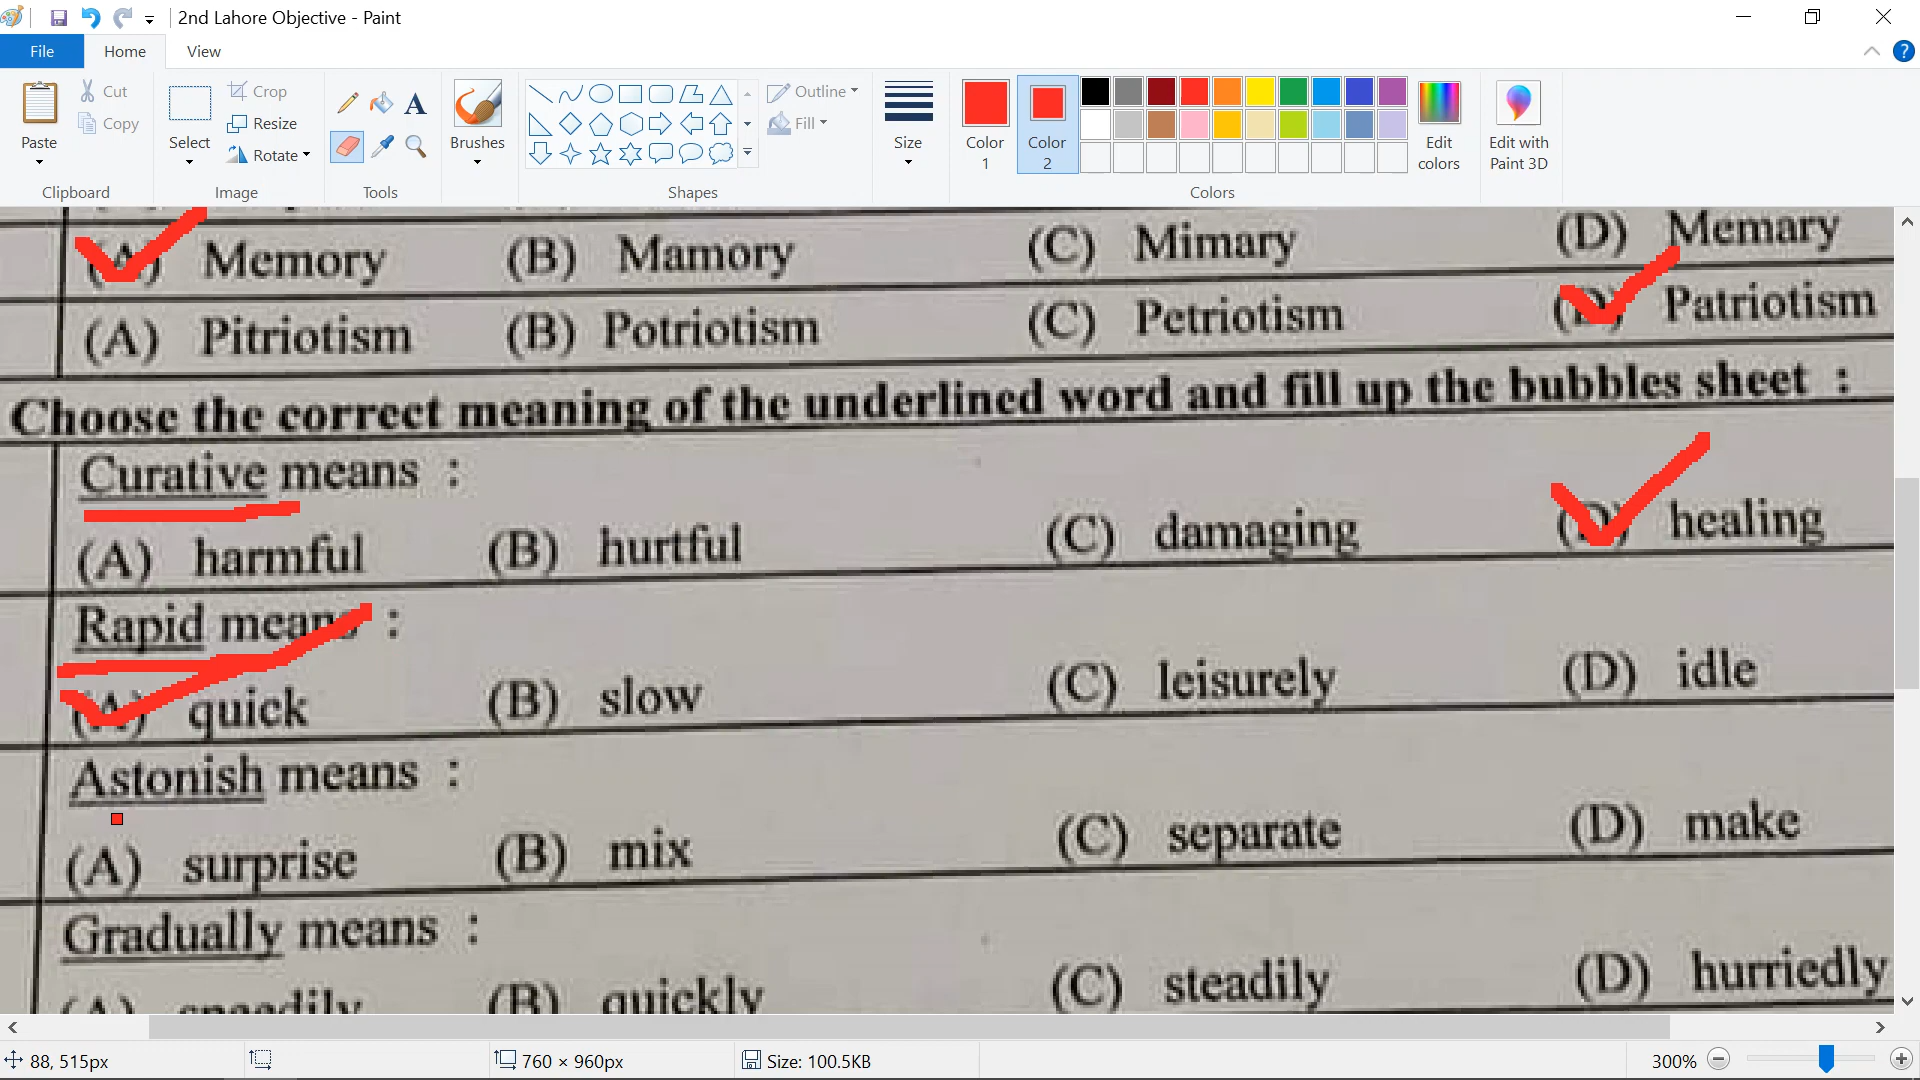 2nd Lahore Objective - Paint
File Home View
Paste Cut Copy Clipboard
Select Crop Resize Rotate Image
Tools
Brushes
Outline Fill Shapes
Size
Color 1 Color 2 Edit colors Colors
Edit with Paint 3D
(A) Memory (B) Mamory (C) Mimary (D) Memary
(A) Pitriotism (B) Potriotism (C) Petriotism (D) Patriotism
Choose the correct meaning of the underlined word and fill up the bubbles sheet :
Curative means :
(A) harmful (B) hurtful (C) damaging (D) healing
Rapid means :
(A) quick (B) slow (C) leisurely (D) idle
Astonish means :
(A) surprise (B) mix (C) separate (D) make
Gradually means :
(A) speedily (B) quickly (C) steadily (D) hurriedly
88, 515px 760 × 960px Size: 100.5KB 300%